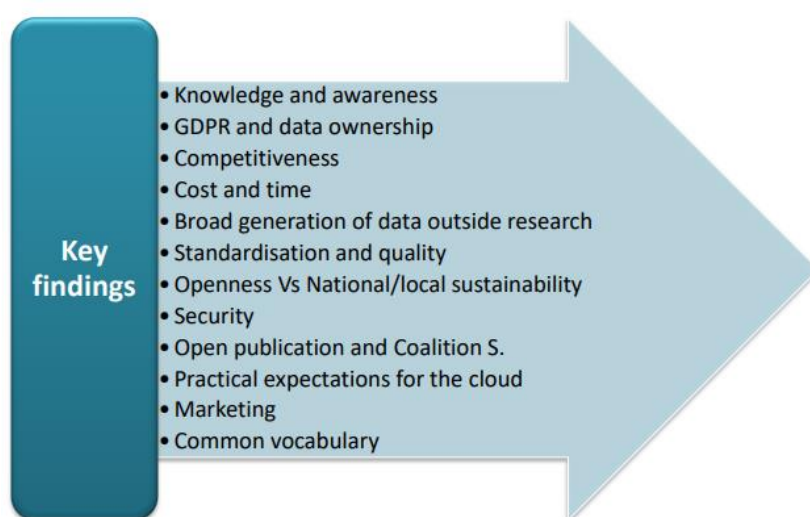 Key
findings
• Knowledge and awareness
• GDPR and data ownership
• Competitiveness
• Cost and time
• Broad generation of data outside research
• Standardisation and quality
• Openness Vs National/local sustainability
• Security
• Open publication and Coalition S.
• Practical expectations for the cloud
• Marketing
• Common vocabulary